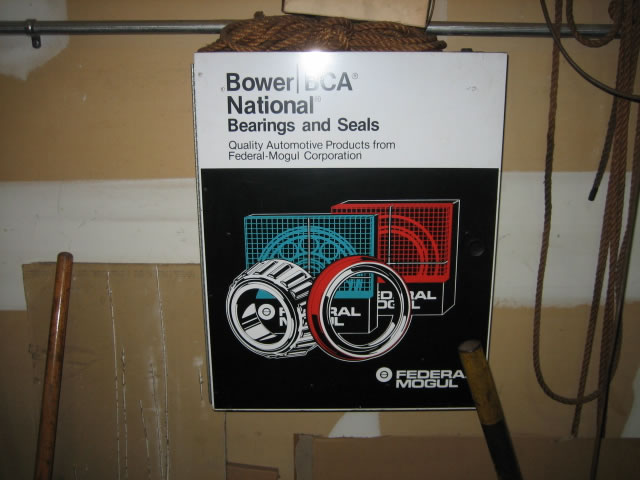 Bower/BCA®
National®
Bearings and Seals
Quality Automotive Products from
Federal-Mogul Corporation
FEDERAL
MOGUL